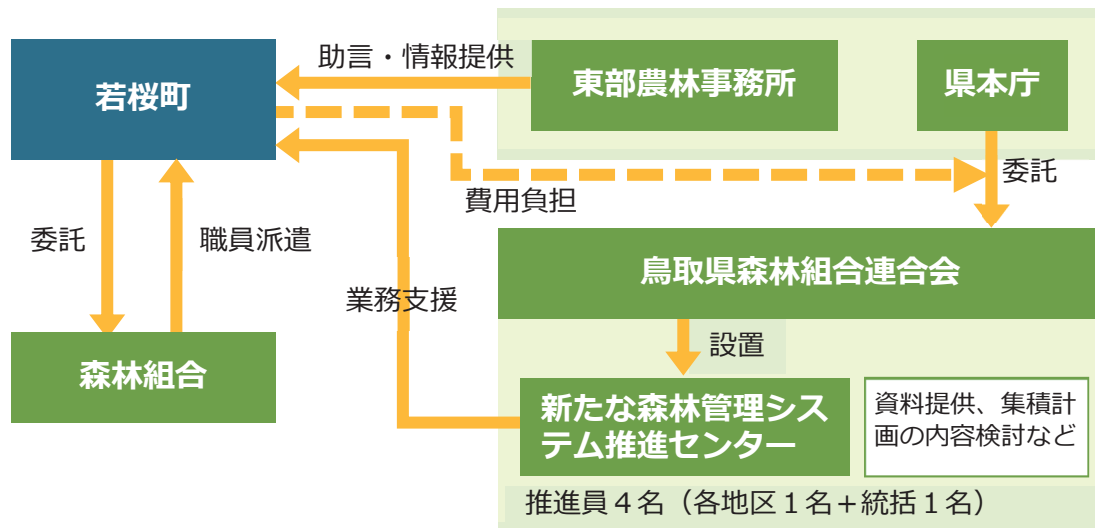 助言・情報提供
若桜町
東部農林事務所
県本庁
費用負担
委託
委託
職員派遣
業務支援
鳥取県森林組合連合会
設置
森林組合
新たな森林管理シス
テム推進センター
資料提供、集積計
画の内容検討など
推進員４名（各地区１名＋統括１名）